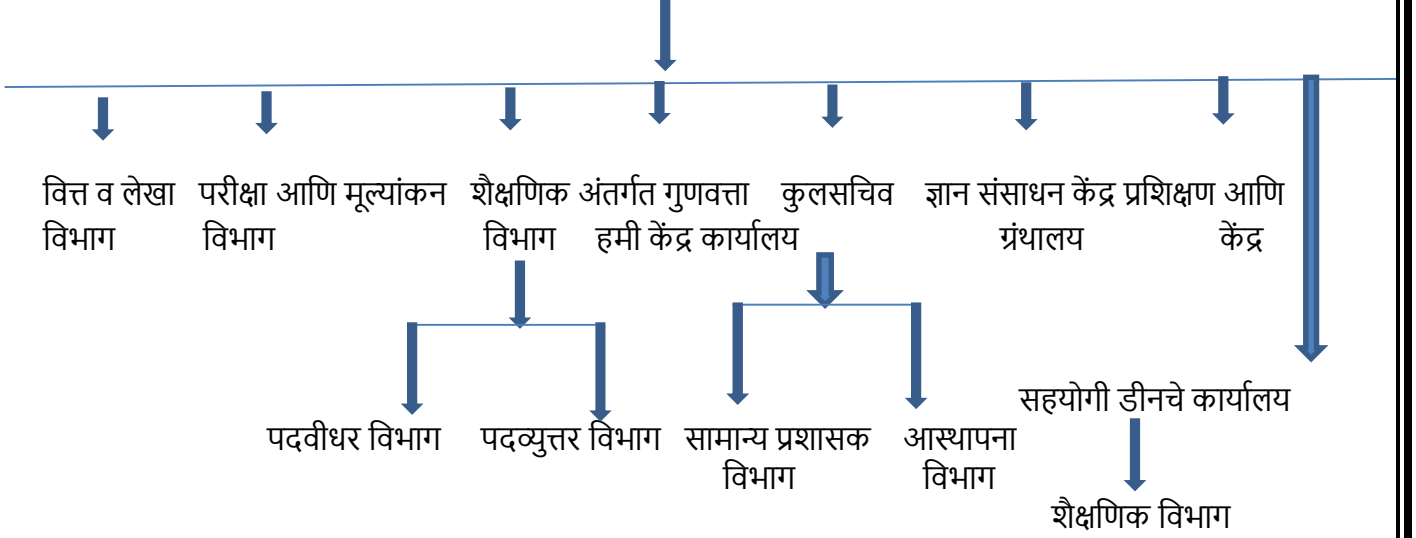 वित्त व लेखा परीक्षा आणि मूल्यांकन शैक्षणिक अंतर्गत गुणवत्ता कुलसचिव ज्ञान संसाधन केंद्र प्रशिक्षण आणि
विभाग विभाग विभाग हमी केंद्र कार्यालय ग्रंथालय केंद्र
सहयोगी डीनचे कार्यालय
पदवीधर विभाग पदव्युत्तर विभाग सामान्य प्रशासक आस्थापना
विभाग विभाग
शैक्षणिक विभाग